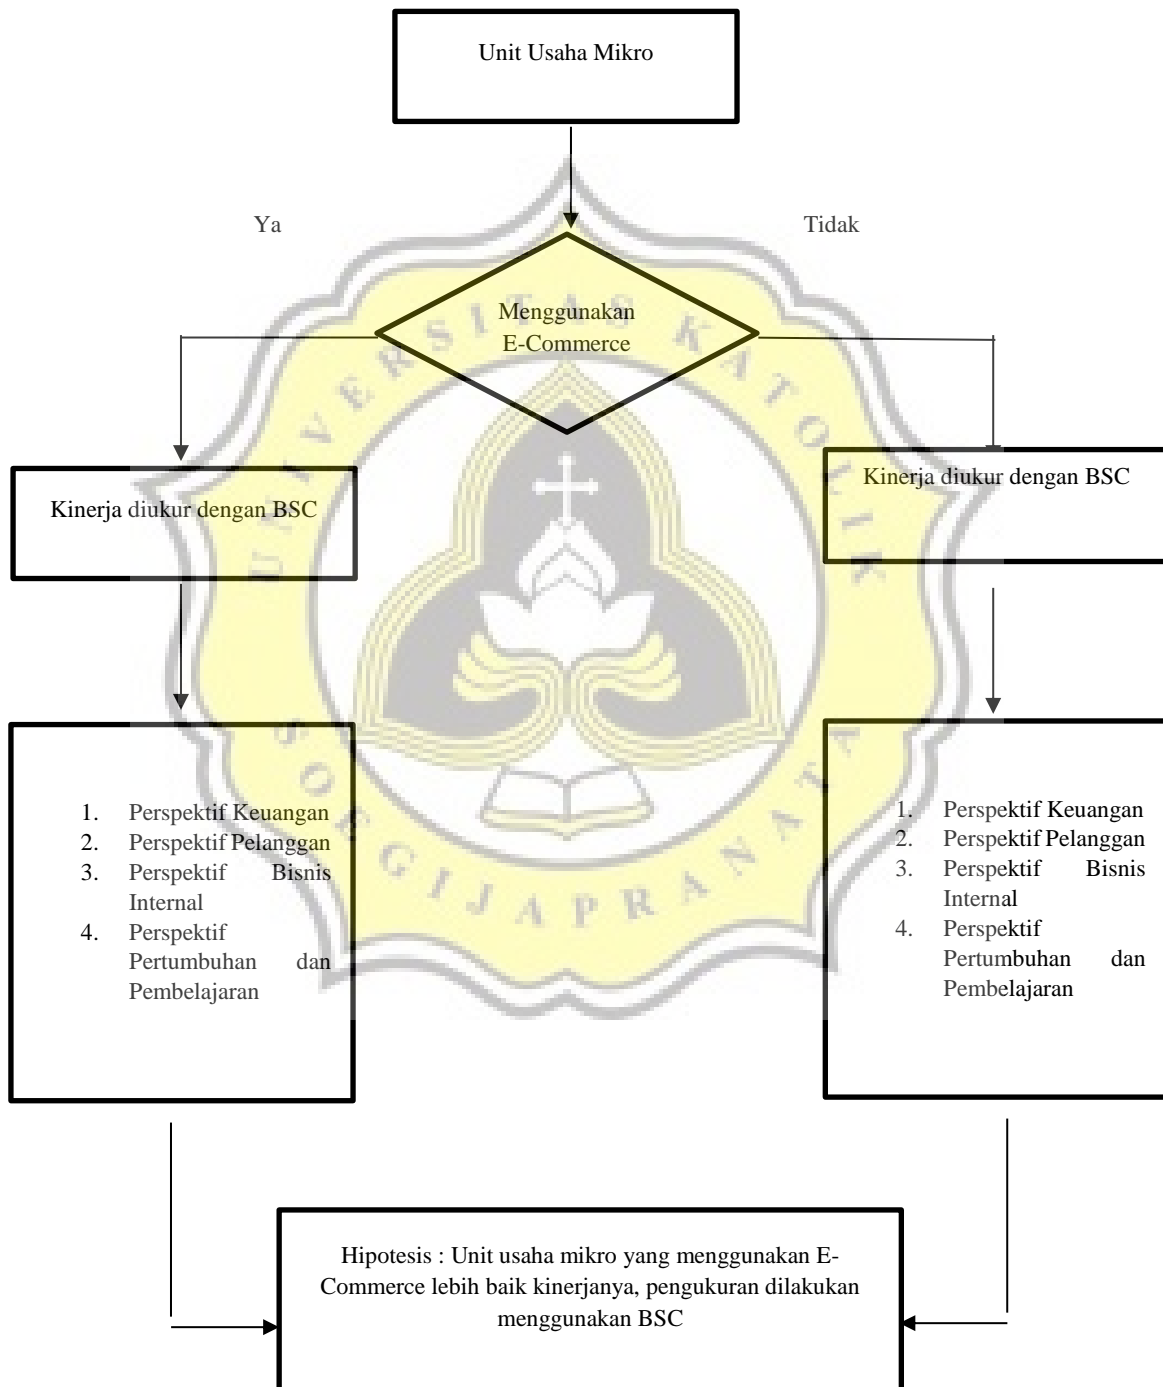 Unit Usaha Mikro
Ya
Tidak
Menggunakan
E-Commerce
Kinerja diukur dengan BSC
Kinerja diukur dengan BSC
1. Perspektif Keuangan
2. Perspektif Pelanggan
3. Perspektif Bisnis
Internal
4. Perspektif
Pertumbuhan dan
Pembelajaran
1. Perspektif Keuangan
2. Perspektif Pelanggan
3. Perspektif Bisnis
Internal
4. Perspektif
Pertumbuhan dan
Pembelajaran
Hipotesis : Unit usaha mikro yang menggunakan E-
Commerce lebih baik kinerjanya, pengukuran dilakukan
menggunakan BSC
UNIVERSITAS KATOLIK
SOEGIJAPRANATA